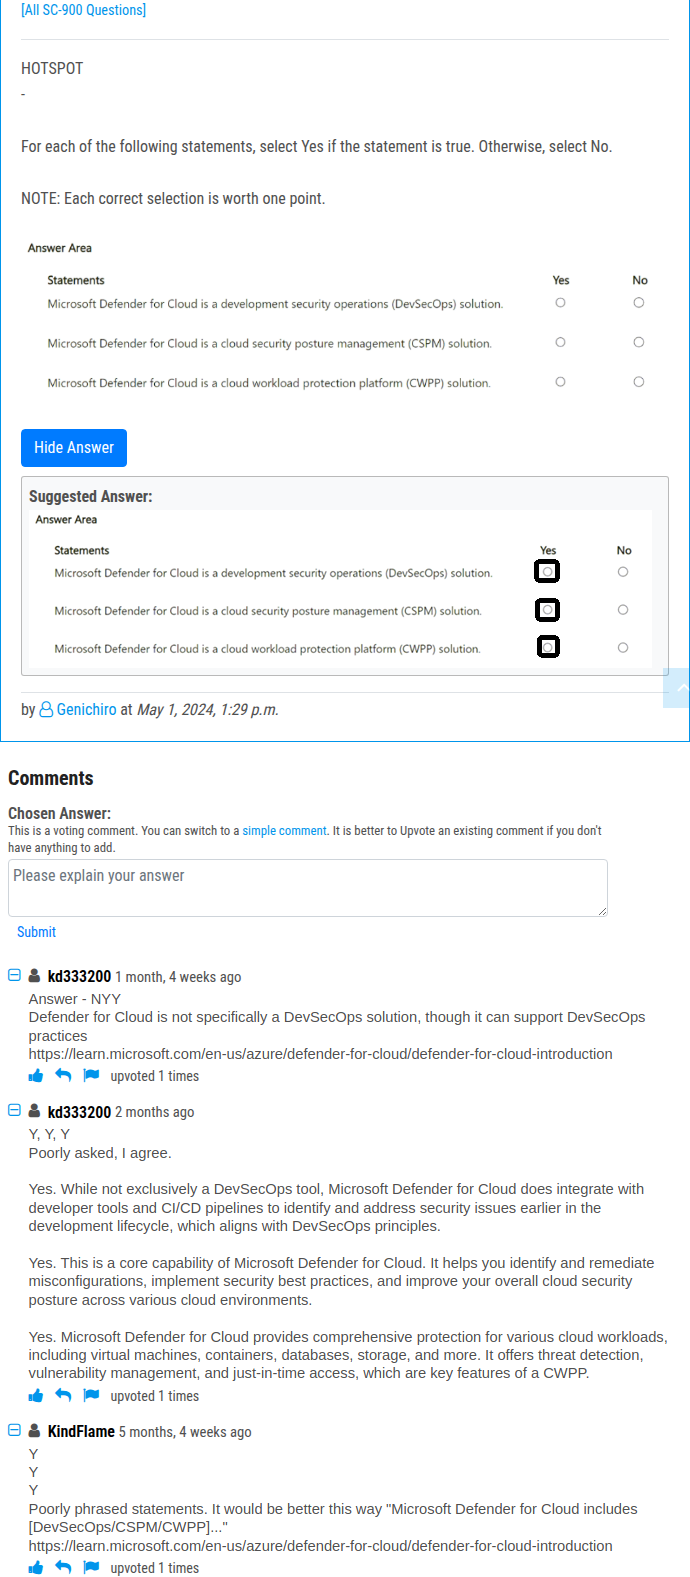 [All SC-900 Questions]
HOTSPOT
-
For each of the following statements, select Yes if the statement is true. Otherwise, select No.
NOTE: Each correct selection is worth one point.
Answer Area
Statements Yes No
Microsoft Defender for Cloud is a development security operations (DevSecOps) solution.
Microsoft Defender for Cloud is a cloud security posture management (CSPM) solution.
Microsoft Defender for Cloud is a cloud workload protection platform (CWPP) solution.
Hide Answer
Suggested Answer:
Answer Area
Statements Yes No
Microsoft Defender for Cloud is a development security operations (DevSecOps) solution.
Microsoft Defender for Cloud is a cloud security posture management (CSPM) solution.
Microsoft Defender for Cloud is a cloud workload protection platform (CWPP) solution.
by Genichiro at May 1, 2024, 1:29 p.m.
Comments
Chosen Answer:
This is a voting comment. You can switch to a simple comment. It is better to Upvote an existing comment if you don't
have anything to add.
Please explain your answer
Submit
kd333200 1 month, 4 weeks ago
Answer - NYY
Defender for Cloud is not specifically a DevSecOps solution, though it can support DevSecOps
practices
https://learn.microsoft.com/en-us/azure/defender-for-cloud/defender-for-cloud-introduction
upvoted 1 times
kd333200 2 months ago
Y, Y, Y
Poorly asked, I agree.
Yes. While not exclusively a DevSecOps tool, Microsoft Defender for Cloud does integrate with
developer tools and CI/CD pipelines to identify and address security issues earlier in the
development lifecycle, which aligns with DevSecOps principles.
Yes. This is a core capability of Microsoft Defender for Cloud. It helps you identify and remediate
misconfigurations, implement security best practices, and improve your overall cloud security
posture across various cloud environments.
Yes. Microsoft Defender for Cloud provides comprehensive protection for various cloud workloads,
including virtual machines, containers, databases, storage, and more. It offers threat detection,
vulnerability management, and just-in-time access, which are key features of a CWPP.
upvoted 1 times
KindFlame 5 months, 4 weeks ago
Y
Y
Y
Poorly phrased statements. It would be better this way "Microsoft Defender for Cloud includes
[DevSecOps/CSPM/CWPP]..."
https://learn.microsoft.com/en-us/azure/defender-for-cloud/defender-for-cloud-introduction
upvoted 1 times